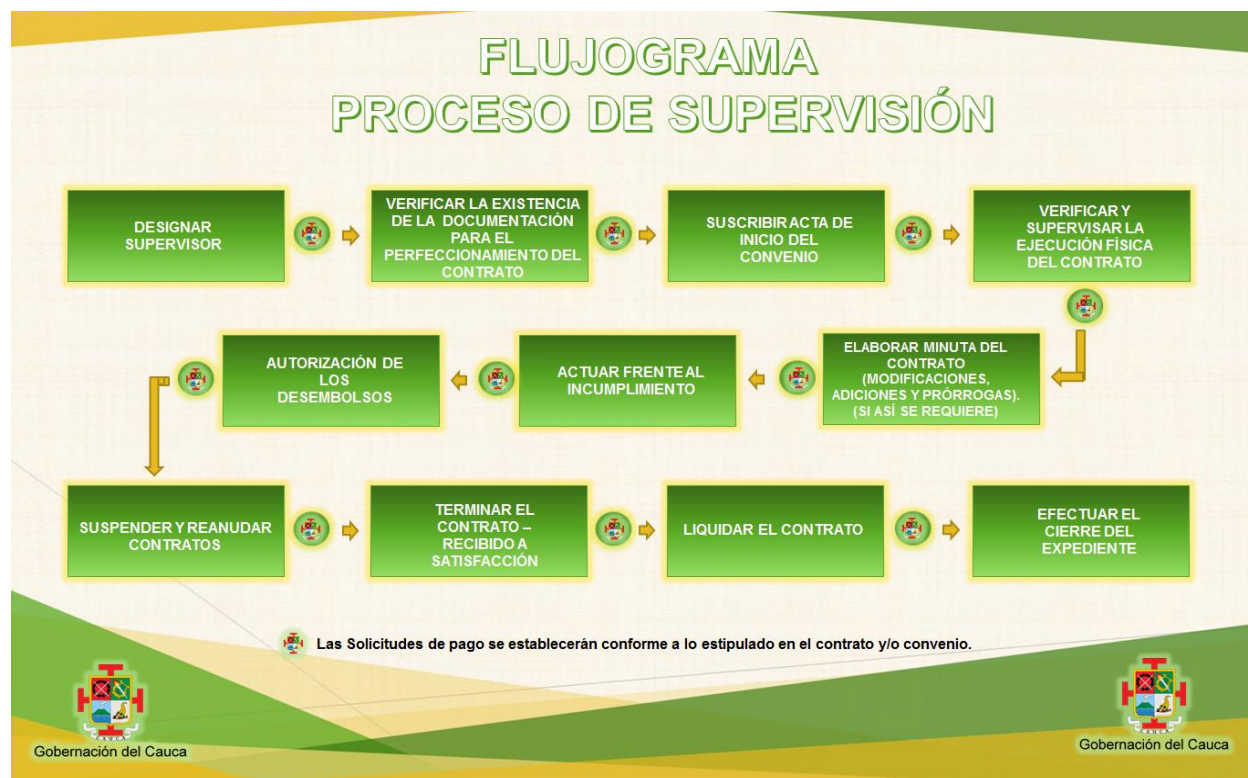 FLUJOGRAMA
PROCESO DE SUPERVISIÓN
DESIGNAR
SUPERVISOR
VERIFICAR LA EXISTENCIA
DE LA DOCUMENTACIÓN
PARA EL
PERFECCIONAMIENTO DEL
CONTRATO
SUSCRIBIR ACTA DE
INICIO DEL
CONVENIO
VERIFICAR Y
SUPERVISAR LA
EJECUCIÓN FÍSICA
DEL CONTRATO
ELABORAR MINUTA DEL
CONTRATO
(MODIFICACIONES,
ADICIONES Y PRÓRROGAS).
(SI ASÍ SE REQUIERE)
ACTUAR FRENTE AL
INCUMPLIMIENTO
AUTORIZACIÓN DE
LOS
DESEMBOLSOS
SUSPENDER Y REANUDAR
CONTRATOS
TERMINAR EL
CONTRATO –
RECIBIDO A
SATISFACCIÓN
LIQUIDAR EL CONTRATO
EFECTUAR EL
CIERRE DEL
EXPEDIENTE
Las Solicitudes de pago se establecerán conforme a lo estipulado en el contrato y/o convenio.
CAUCA
Gobernación del Cauca
CAUCA
Gobernación del Cauca